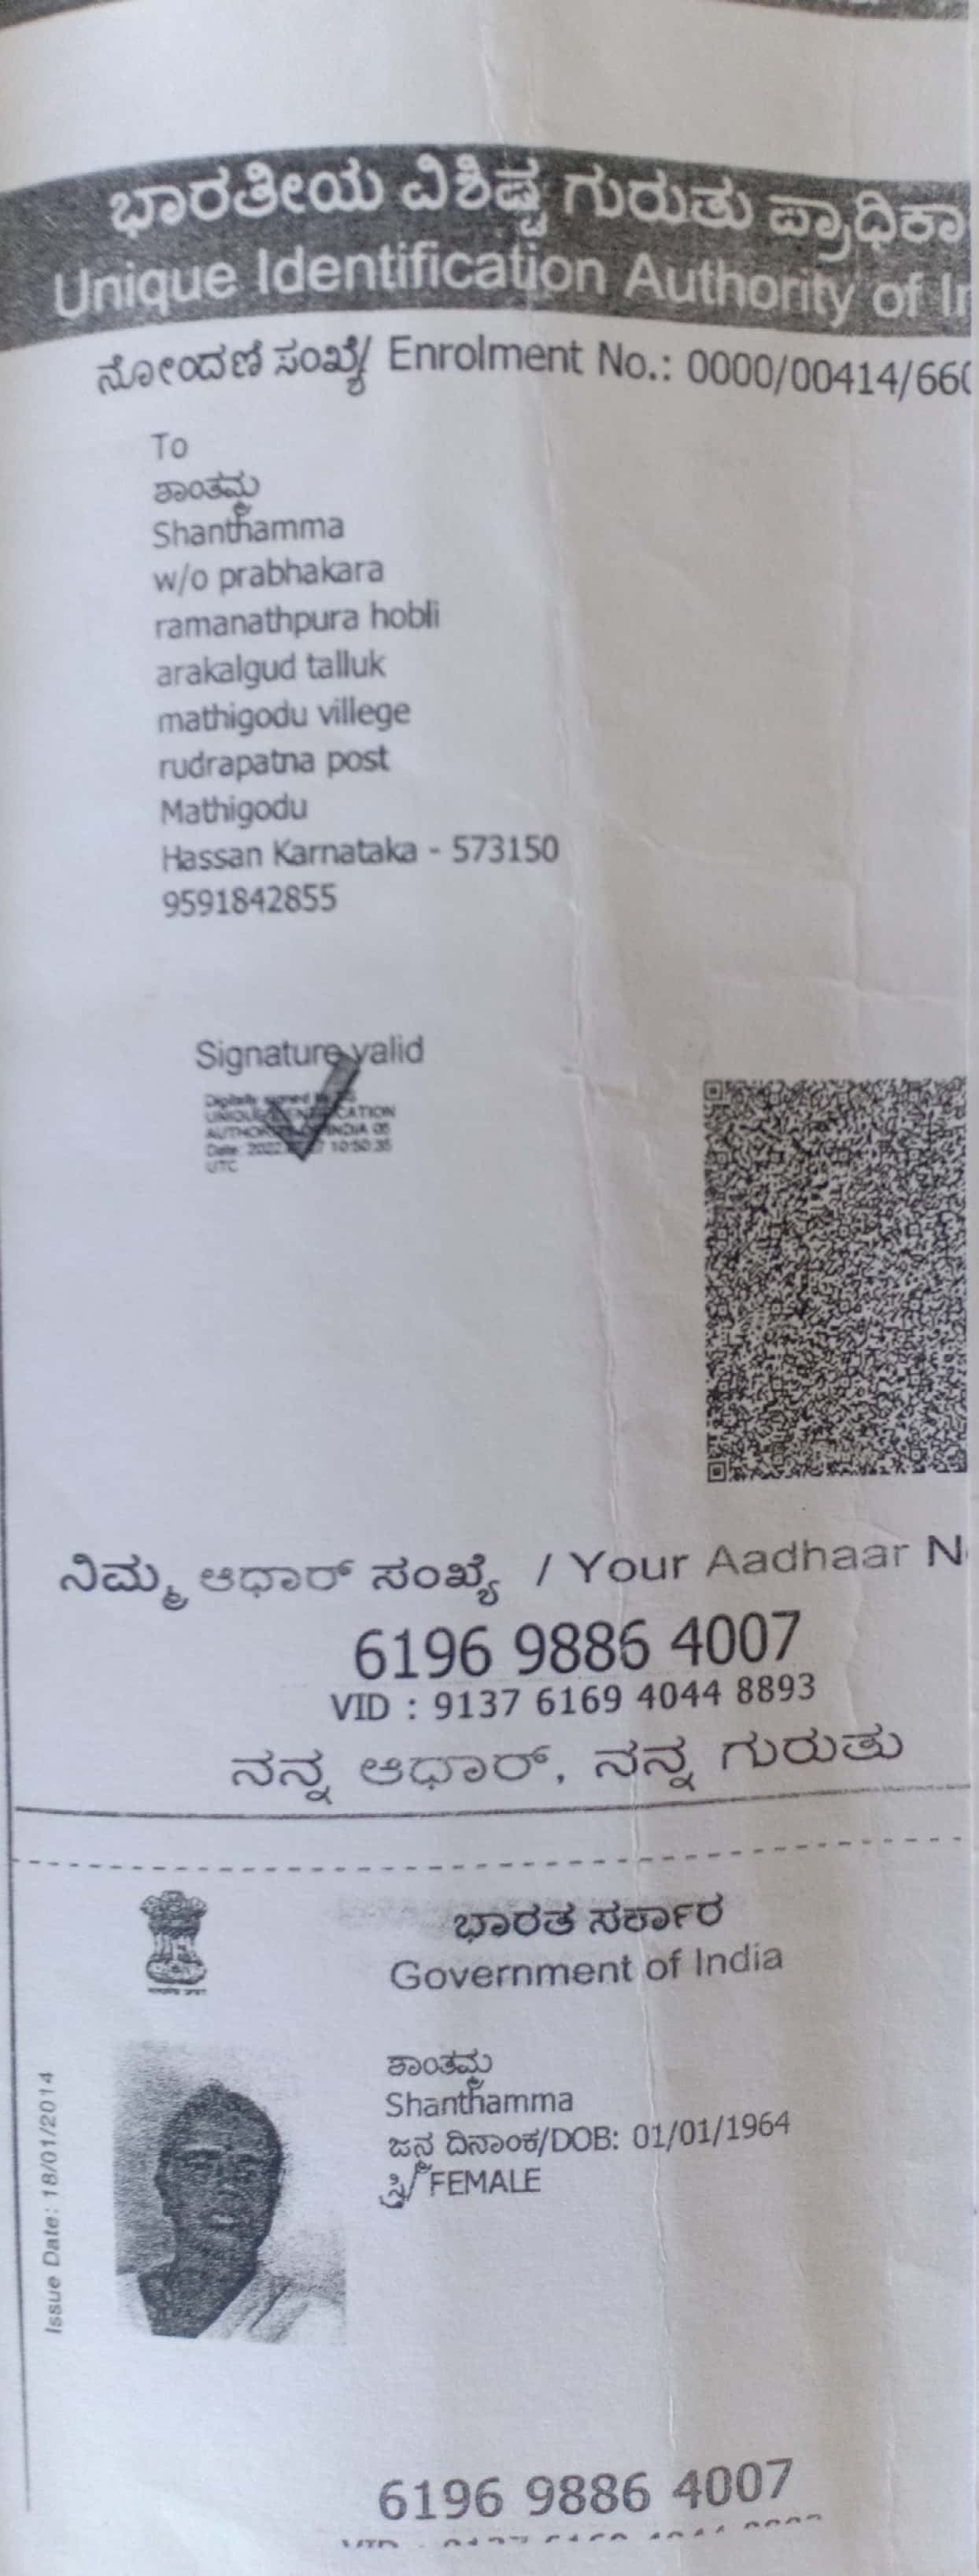 ಭಾರತೀಯ ವಿಶಿಷ್ಟ ಗುರುತು ಪ್ರಾಧಿಕಾ
Unique Identification Authority of I
ನೋಂದಣಿ ಸಂಖ್ಯೆ/ Enrolment No.: 0000/00414/66
To
ಶಾಂತಮ್ಮ
Shanthamma
w/o prabhakara
ramanathpura hobli
arakalgud talluk
mathigodu villege
rudrapatna post
Mathigodu
Hassan Karnataka - 573150
9591842855
Signature valid
ನಿಮ್ಮ ಆಧಾರ್ ಸಂಖ್ಯೆ / Your Aadhaar N
6196 9886 4007
VID : 9137 6169 4044 8893
ನನ್ನ ಆಧಾರ್, ನನ್ನ ಗುರುತು
ಭಾರತ ಸರ್ಕಾರ
Government of India
Issue Date: 18/01/2014
ಶಾಂತಮ್ಮ
Shanthamma
ಜನ್ಮ ದಿನಾಂಕ/DOB: 01/01/1964
ಸ್ತ್ರೀ/ FEMALE
6196 9886 4007